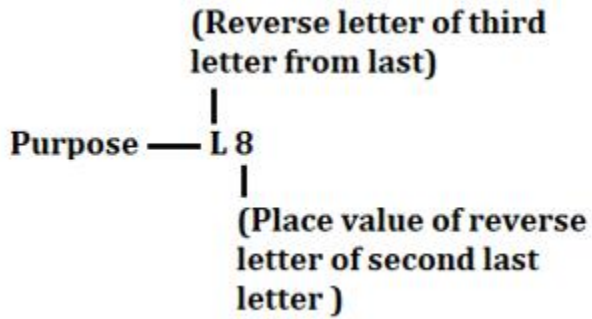 (Reverse letter of third
letter from last)
Purpose — L 8
(Place value of reverse
letter of second last
letter )